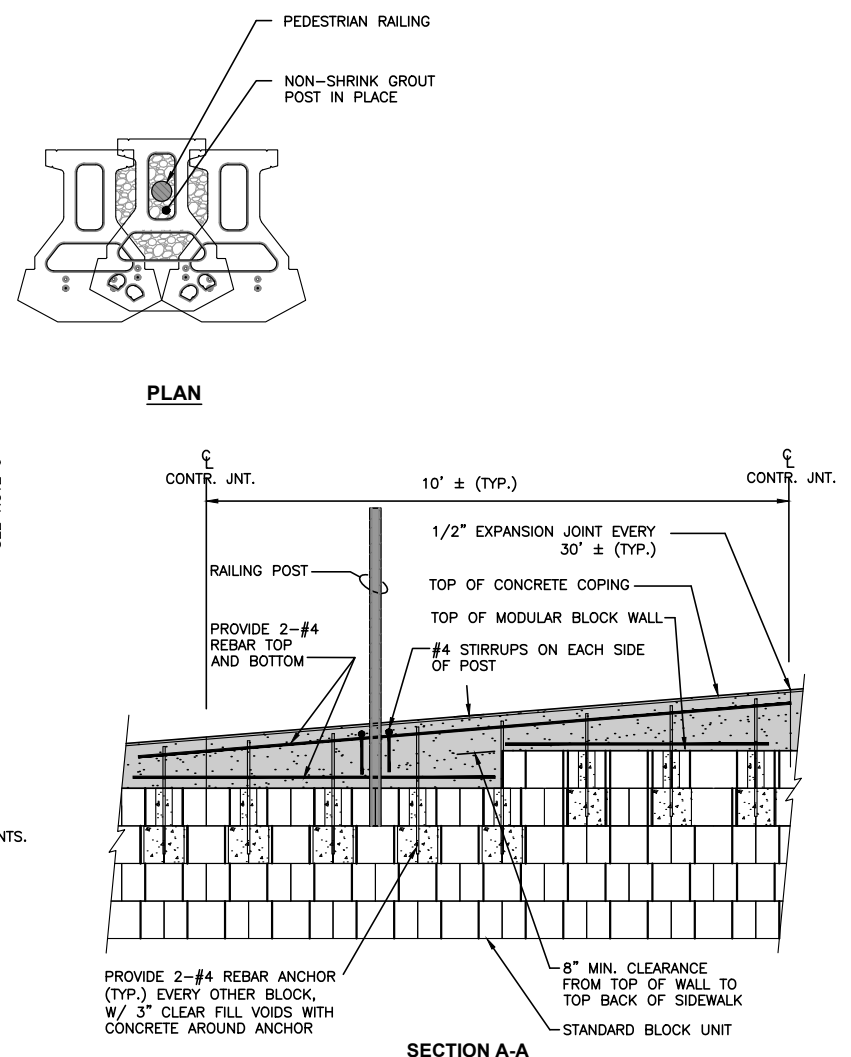 PEDESTRIAN RAILING
NON-SHRINK GROUT
POST IN PLACE
PLAN
℄
CONTR. JNT.
10' ± (TYP.)
℄
CONTR. JNT.
1/2" EXPANSION JOINT EVERY
30' ± (TYP.)
RAILING POST
TOP OF CONCRETE COPING
TOP OF MODULAR BLOCK WALL
PROVIDE 2-#4
REBAR TOP
AND BOTTOM
#4 STIRRUPS ON EACH SIDE
OF POST
NTS.
PROVIDE 2-#4 REBAR ANCHOR
(TYP.) EVERY OTHER BLOCK,
W/ 3" CLEAR FILL VOIDS WITH
CONCRETE AROUND ANCHOR
8" MIN. CLEARANCE
FROM TOP OF WALL TO
TOP BACK OF SIDEWALK
STANDARD BLOCK UNIT
SECTION A-A